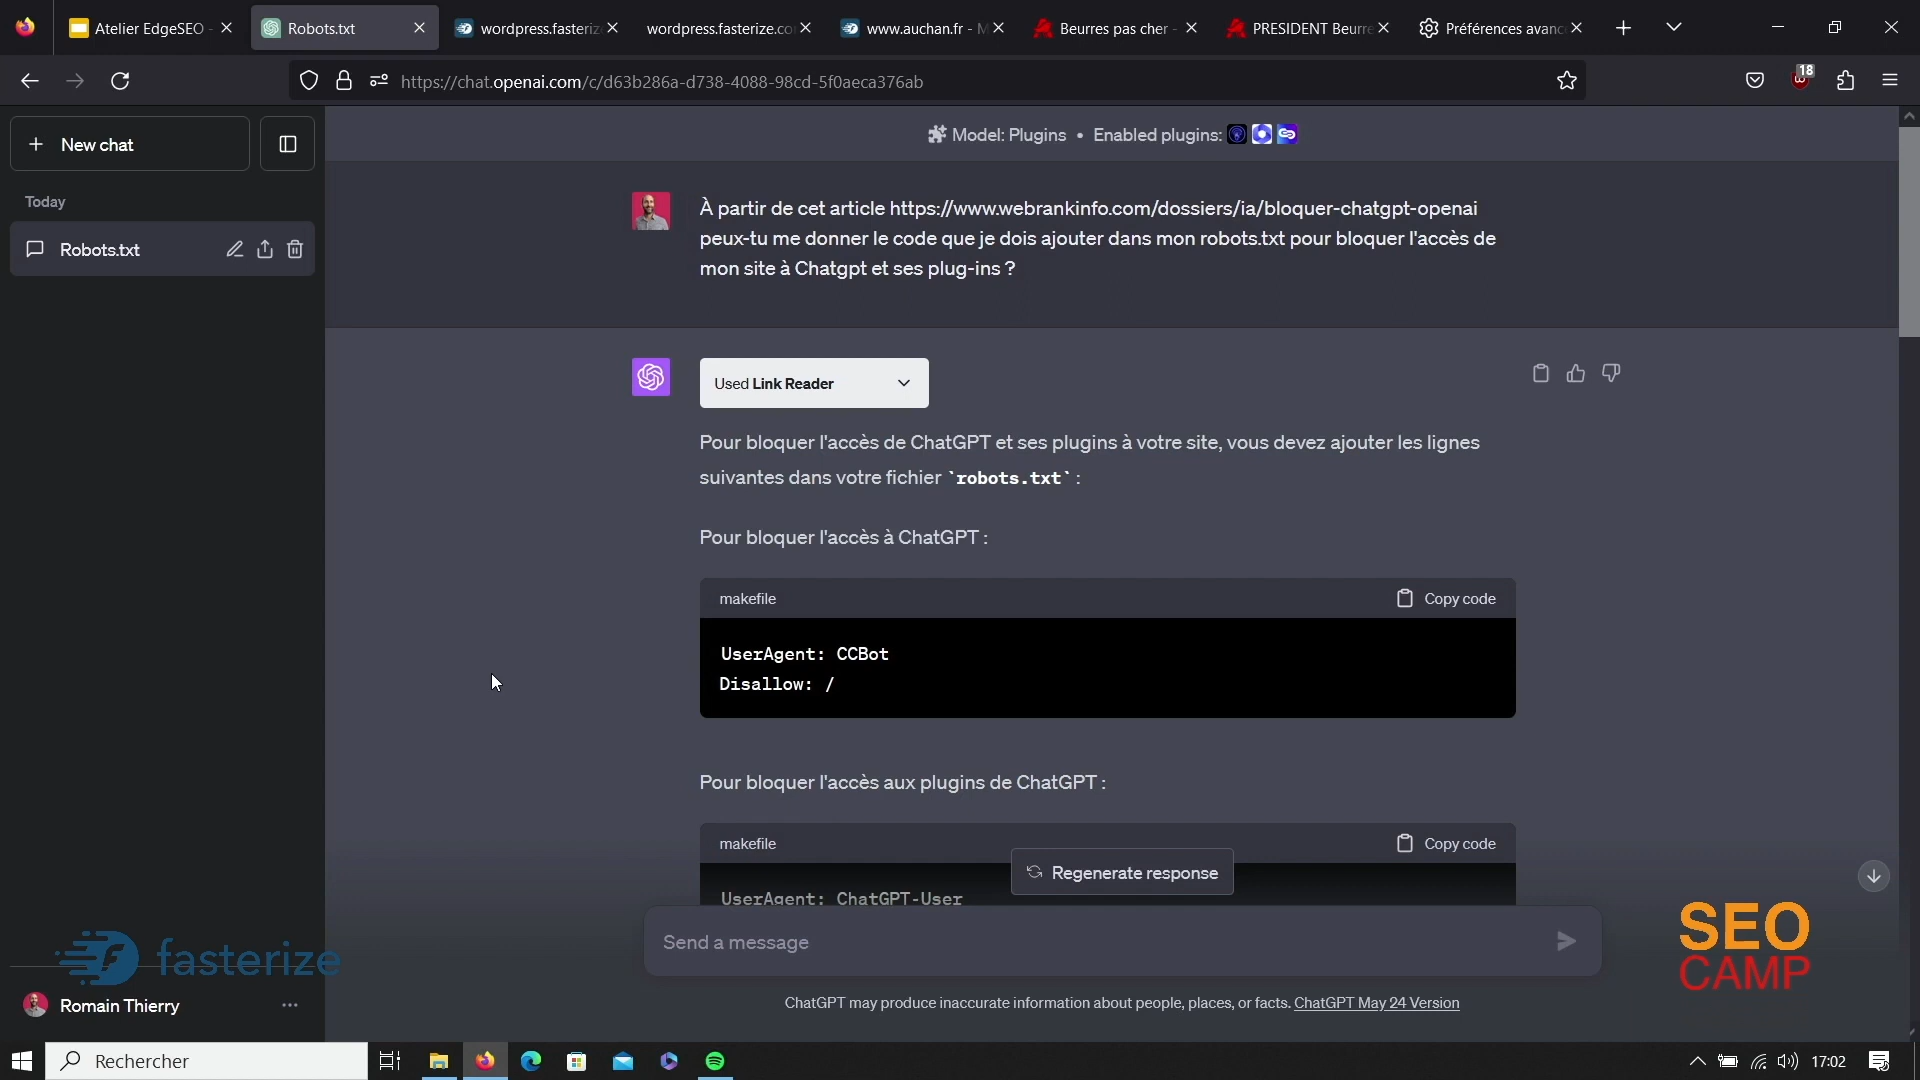 Atelier EdgeSEO -
Robots.txt
wordpress.fasteriz
wordpress.fasterize.co
www.auchan.fr - M
Beurres pas cher -
PRESIDENT Beurre
Préférences avanc
https://chat.openai.com/c/d63b286a-d738-4088-98cd-5f0aeca376ab
18
New chat
Model: Plugins • Enabled plugins:
Today
Robots.txt
À partir de cet article https://www.webrankinfo.com/dossiers/ia/bloquer-chatgpt-openai
peux-tu me donner le code que je dois ajouter dans mon robots.txt pour bloquer l'accès de
mon site à Chatgpt et ses plug-ins ?
Used Link Reader
Pour bloquer l'accès de ChatGPT et ses plugins à votre site, vous devez ajouter les lignes
suivantes dans votre fichier `robots.txt` :
Pour bloquer l'accès à ChatGPT :
makefile
Copy code
UserAgent: CCBot
Disallow: /
Pour bloquer l'accès aux plugins de ChatGPT :
makefile
Copy code
Regenerate response
UserAgent: ChatGPT-User
Send a message
fasterize
SEO
CAMP
Romain Thierry
ChatGPT may produce inaccurate information about people, places, or facts. ChatGPT May 24 Version
Rechercher
17:02